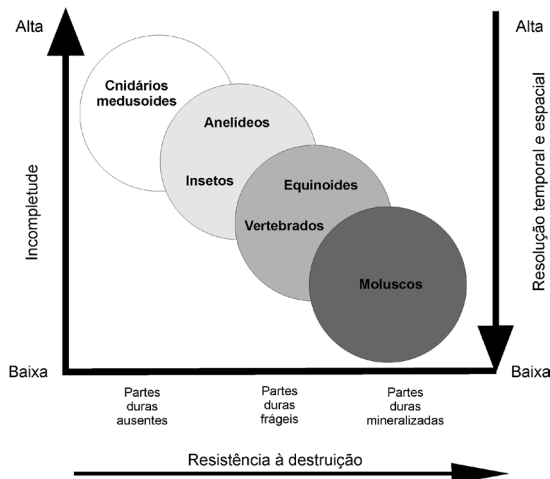 Alta
Alta
Cnidários
medusoides
Anelídeos
Insetos
Equinoides
Vertebrados
Moluscos
Incompletude
Resolução temporal e espacial
Baixa
Baixa
Partes
duras
ausentes
Partes
duras
frágeis
Partes
duras
mineralizadas
Resistência à destruição